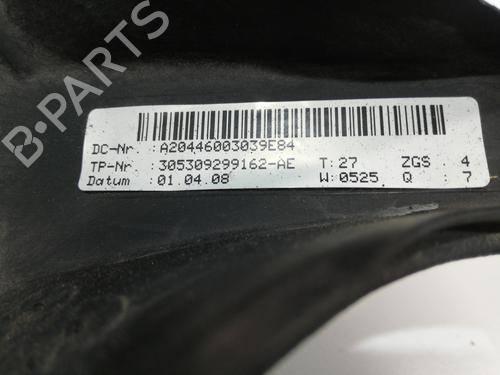 B-PARTS
DC-Nr. :A20446003039E84
TP-Nr. :305309299162-AE T:27 ZGS : 4
Datum :01.04.08 W:0525 Q : 7